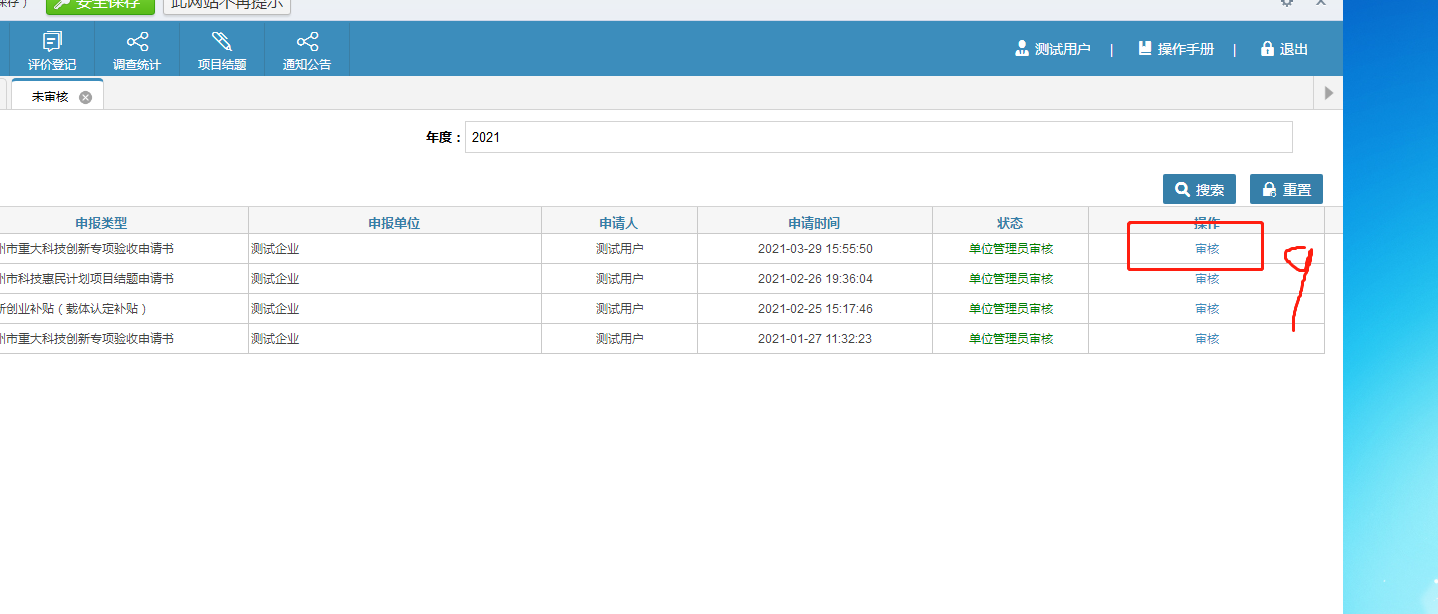 保存）
安全保存
此网站不再提示
评价登记
调查统计
项目结题
通知公告
测试用户 | 操作手册 | 退出
未审核
年度： 2021
搜索 重置
申报类型 申报单位 申请人 申请时间 状态 操作
市重大科技创新专项验收申请书 测试企业 测试用户 2021-03-29 15:55:50 单位管理员审核 审核
市科技惠民计划项目结题申请书 测试企业 测试用户 2021-02-26 19:36:04 单位管理员审核 审核
创业补贴（载体认定补贴） 测试企业 测试用户 2021-02-25 15:17:46 单位管理员审核 审核
市重大科技创新专项验收申请书 测试企业 测试用户 2021-01-27 11:32:23 单位管理员审核 审核
9